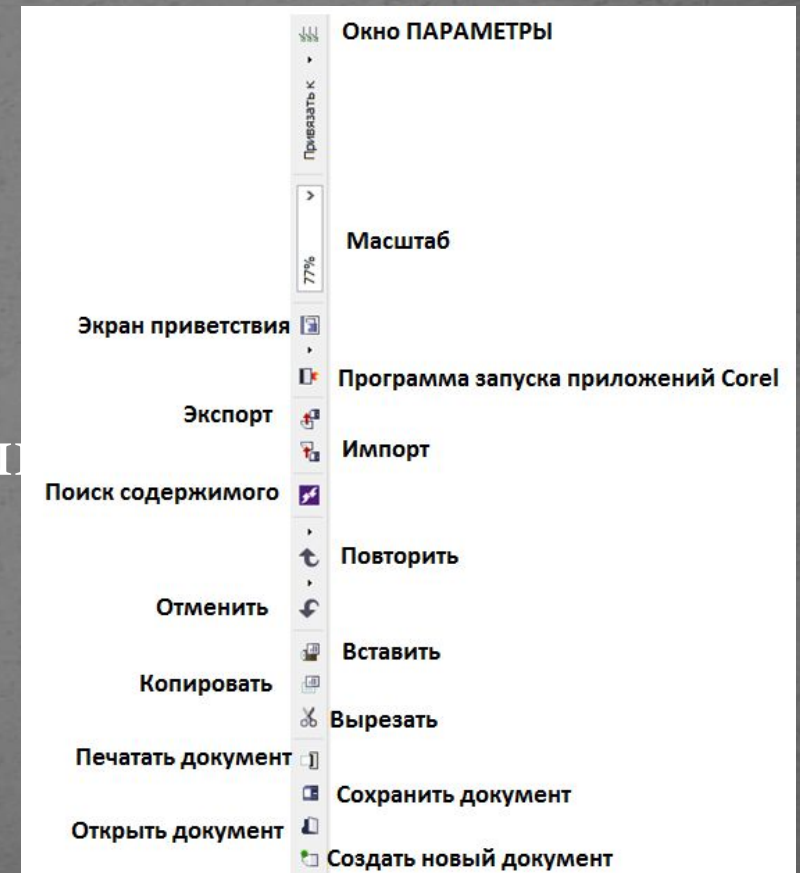 Окно ПАРАМЕТРЫ
Привязать к
Масштаб
77%
Экран приветствия
Программа запуска приложений Corel
Экспорт
Импорт
Поиск содержимого
Повторить
Отменить
Вставить
Копировать
Вырезать
Печатать документ
Сохранить документ
Открыть документ
Создать новый документ